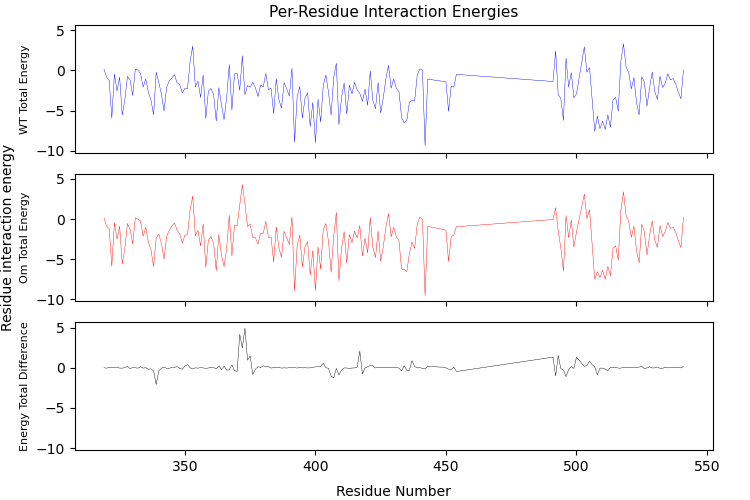 Per-Residue Interaction Energies
Residue interaction energy
WT Total Energy
5
0
−5
−10
Om Total Energy
5
0
−5
−10
Energy Total Difference
5
0
−5
−10
350 400 450 500 550
Residue Number